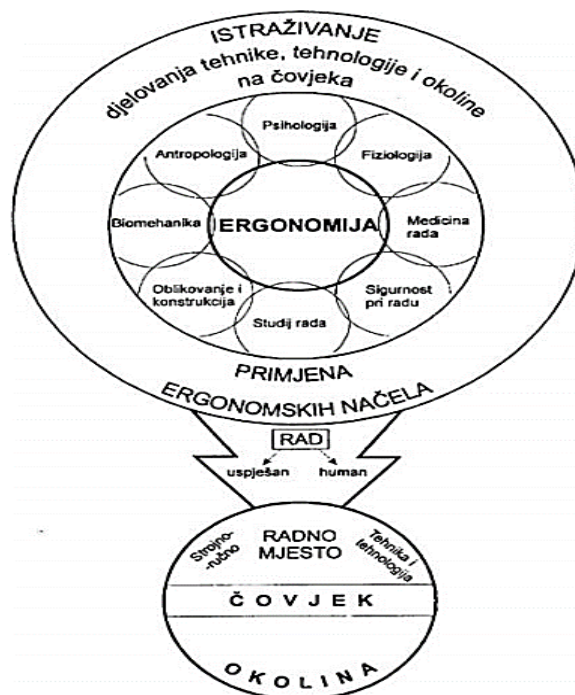 ISTRAŽIVANJE
djelovanja tehnike, tehnologije i okoline
na čovjeka
Psihologija
Antropologija
Fiziologija
Biomehanika
ERGONOMIJA
Medicina
rada
Oblikovanje i
konstrukcija
Sigurnost
pri radu
Studij rada
PRIMJENA
ERGONOMSKIH NAČELA
RAD
uspješan
human
Strojno-
-ručno
RADNO
MJESTO
Tehnika i
tehnologija
ČOVJEK
OKOLINA